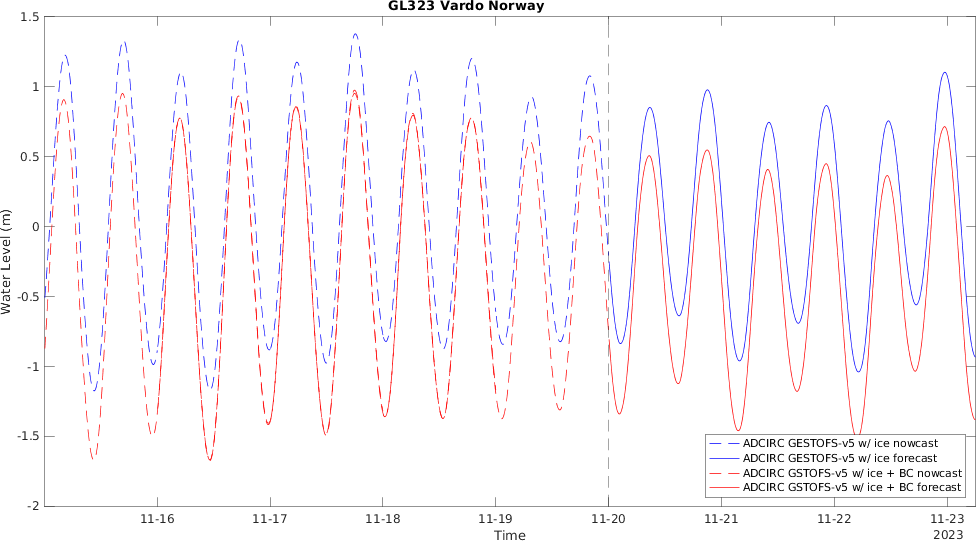 GL323 Vardo Norway
1.5
1
0.5
0
-0.5
-1
-1.5
-2
Water Level (m)
11-16
11-17
11-18
11-19
11-20
11-21
11-22
11-23
2023
Time
ADCIRC GESTOFS-v5 w/ ice nowcast
ADCIRC GESTOFS-v5 w/ ice forecast
ADCIRC GSTOFS-v5 w/ ice + BC nowcast
ADCIRC GSTOFS-v5 w/ ice + BC forecast